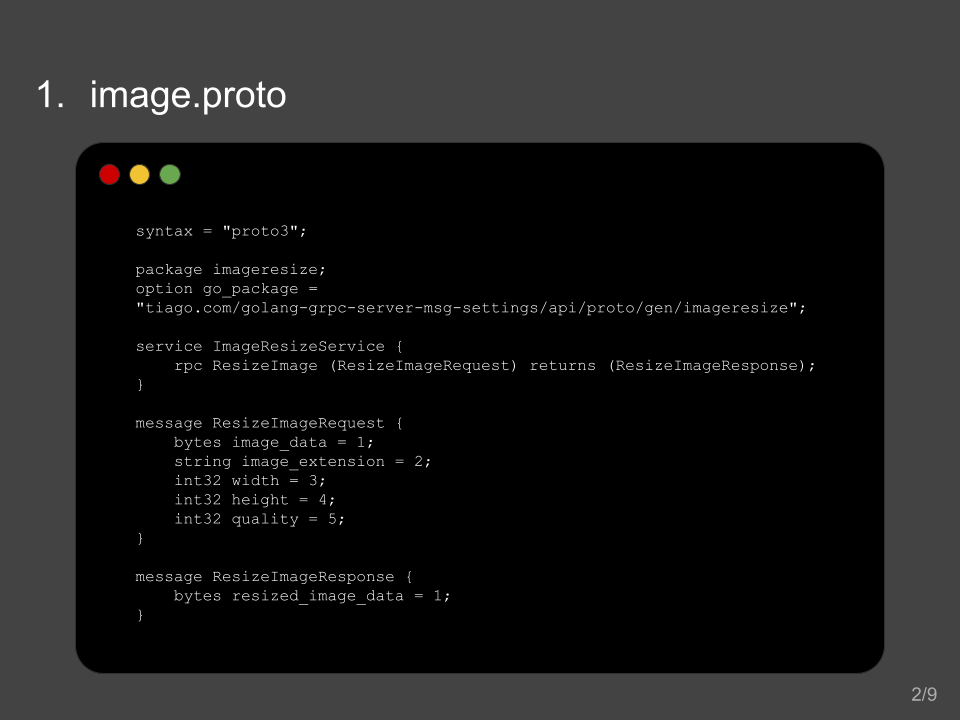 1. image.proto
syntax = "proto3";
package imageresize;
option go_package =
"tiago.com/golang-grpc-server-msg-settings/api/proto/gen/imageresize";
service ImageResizeService {
    rpc ResizeImage (ResizeImageRequest) returns (ResizeImageResponse);
}
message ResizeImageRequest {
    bytes image_data = 1;
    string image_extension = 2;
    int32 width = 3;
    int32 height = 4;
    int32 quality = 5;
}
message ResizeImageResponse {
    bytes resized_image_data = 1;
}
2/9